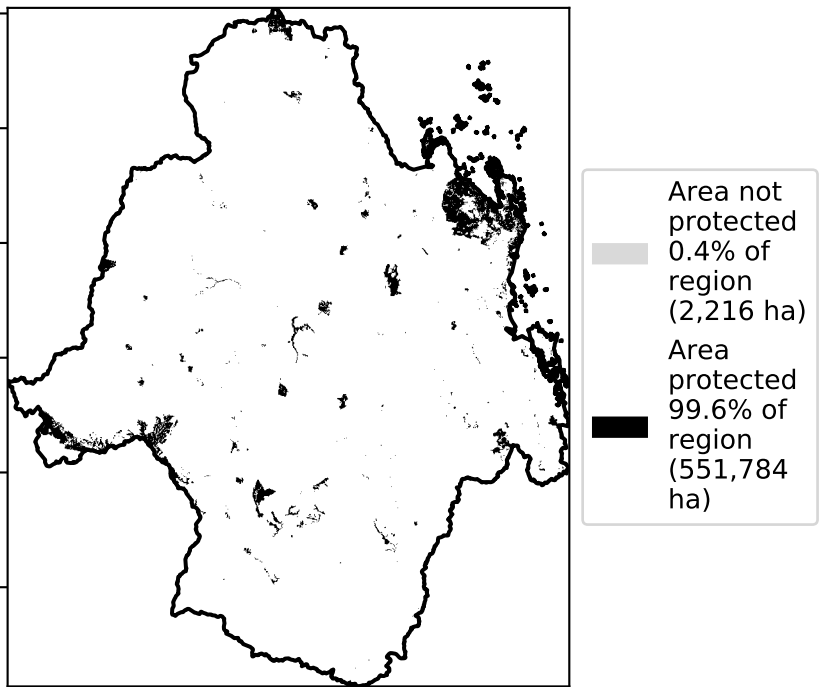 Area not
protected
0.4% of
region
(2,216 ha)
Area
protected
99.6% of
region
(551,784
ha)